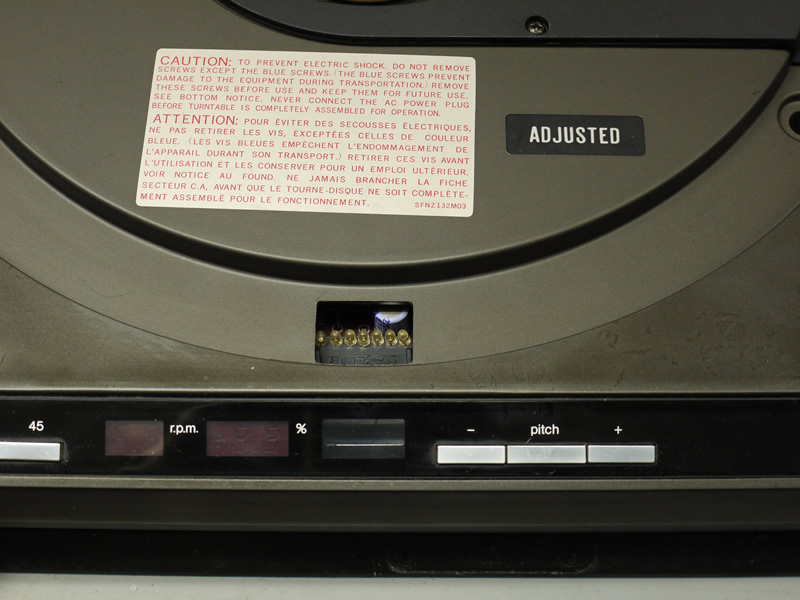 CAUTION: TO PREVENT ELECTRIC SHOCK, DO NOT REMOVE
SCREWS EXCEPT THE BLUE SCREWS. (THE BLUE SCREWS PREVENT
DAMAGE TO THE EQUIPMENT DURING TRANSPORTATION.) REMOVE
THESE SCREWS BEFORE USE AND KEEP THEM FOR FUTURE USE.
SEE BOTTOM NOTICE. NEVER CONNECT THE AC POWER PLUG
BEFORE TURNTABLE IS COMPLETELY ASSEMBLED FOR OPERATION.
ATTENTION: POUR ÉVITER DES SECOUSSES ÉLECTRIQUES,
NE PAS RETIRER LES VIS, EXCEPTÉES CELLES DE COULEUR
BLEUE. (LES VIS BLEUES EMPÊCHENT L'ENDOMMAGEMENT DE
L'APPARAIL DURANT SON TRANSPORT.) RETIRER CES VIS AVANT
L'UTILISATION ET LES CONSERVER POUR UN EMPLOI ULTÉRIEUR.
VOIR NOTICE AU FOUND. NE JAMAIS BRANCHER LA FICHE
SECTEUR C.A, AVANT QUE LE TOURNE-DISQUE NE SOIT COMPLÈTE-
MENT ASSEMBLÉ POUR LE FONCTIONNEMENT. SFNZ132M03
ADJUSTED
45 r.p.m. % − pitch +